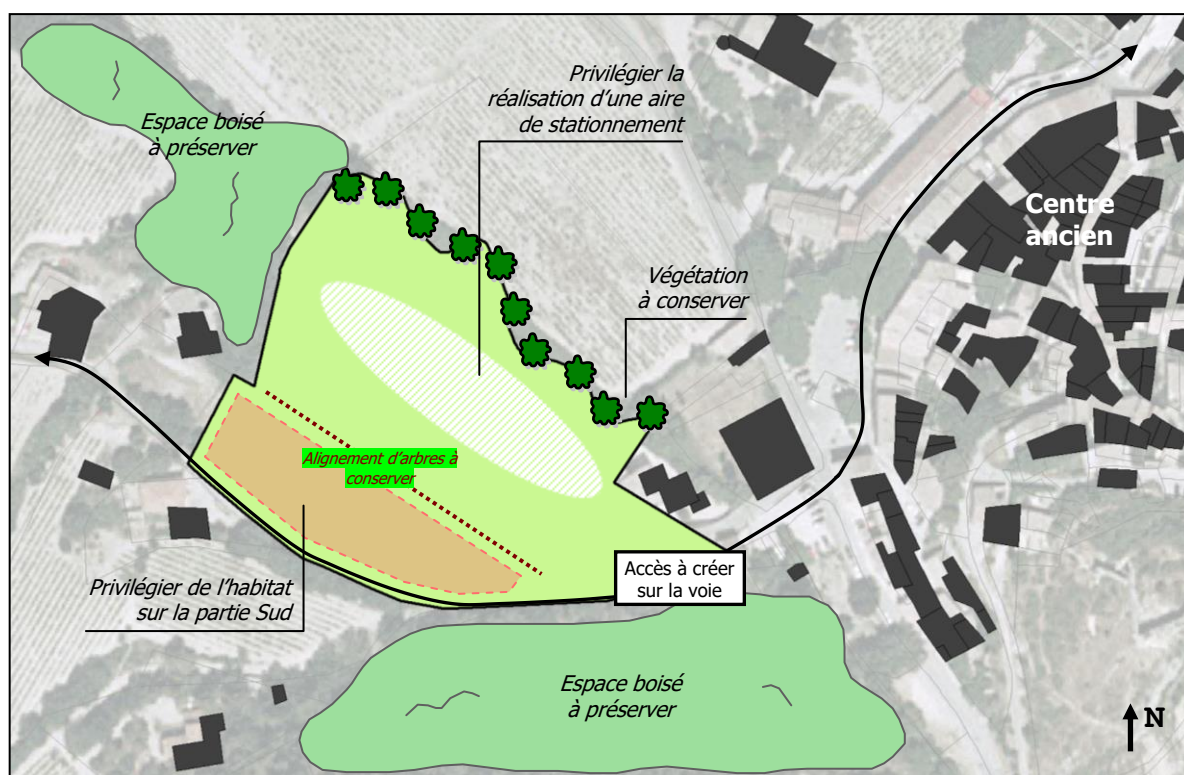 Privilégier la
réalisation d'une aire
de stationnement
Espace boisé
à préserver
Centre
ancien
Végétation
à conserver
Alignement d'arbres à
conserver
Accès à créer
sur la voie
Privilégier de l'habitat
sur la partie Sud
Espace boisé
à préserver
N